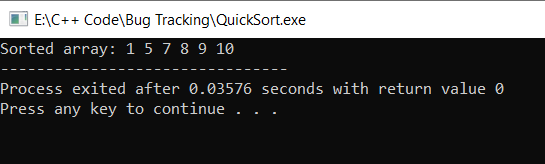 E:\C++ Code\Bug Tracking\QuickSort.exe
Sorted array: 1 5 7 8 9 10
--------------------------------
Process exited after 0.03576 seconds with return value 0
Press any key to continue . . .